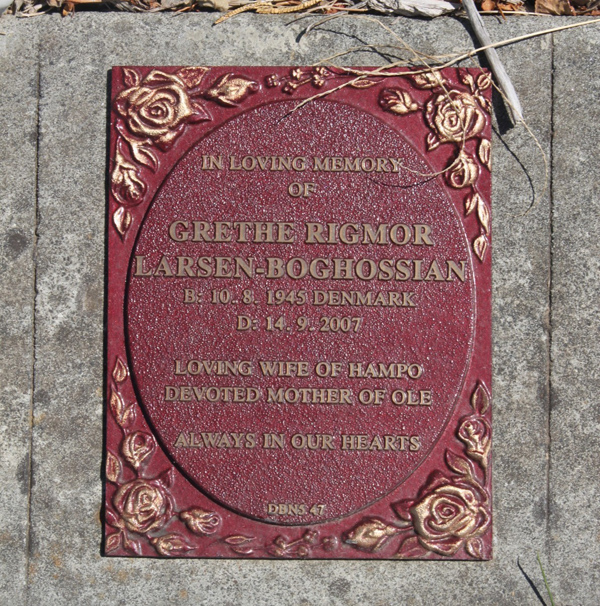 IN LOVING MEMORY
OF
GRETHE RIGMOR
LARSEN-BOGHOSSIAN
B: 10. 8. 1945 DENMARK
D: 14. 9. 2007
LOVING WIFE OF HAMPO
DEVOTED MOTHER OF OLE
ALWAYS IN OUR HEARTS
DBN5.47